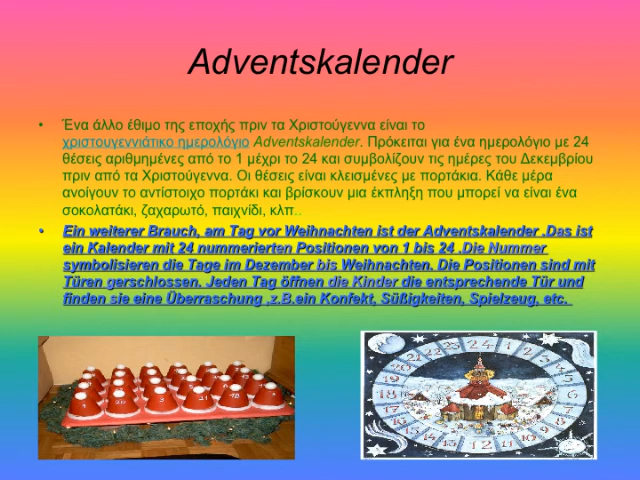 Adventskalender
• Ένα άλλο έθιμο της εποχής πριν τα Χριστούγεννα είναι το
χριστουγεννιάτικο ημερολόγιο Adventskalender. Πρόκειται για ένα ημερολόγιο με 24
θέσεις αριθμημένες από το 1 μέχρι το 24 και συμβολίζουν τις ημέρες του Δεκεμβρίου
πριν από τα Χριστούγεννα. Οι θέσεις είναι κλεισμένες με πορτάκια. Κάθε μέρα
ανοίγουν το αντίστοιχο πορτάκι και βρίσκουν μια έκπληξη που μπορεί να είναι ένα
σοκολατάκι, ζαχαρωτό, παιχνίδι, κλπ..
• Ein weiterer Brauch, am Tag vor Weihnachten ist der Adventskalender .Das ist
ein Kalender mit 24 nummerierten Positionen von 1 bis 24 .Die Nummer
symbolisieren die Tage im Dezember bis Weihnachten. Die Positionen sind mit
Türen gerschlossen. Jeden Tag öffnen die Kinder die entsprechende Tür und
finden sie eine Überraschung ,z.B.ein Konfekt, Süßigkeiten, Spielzeug, etc.